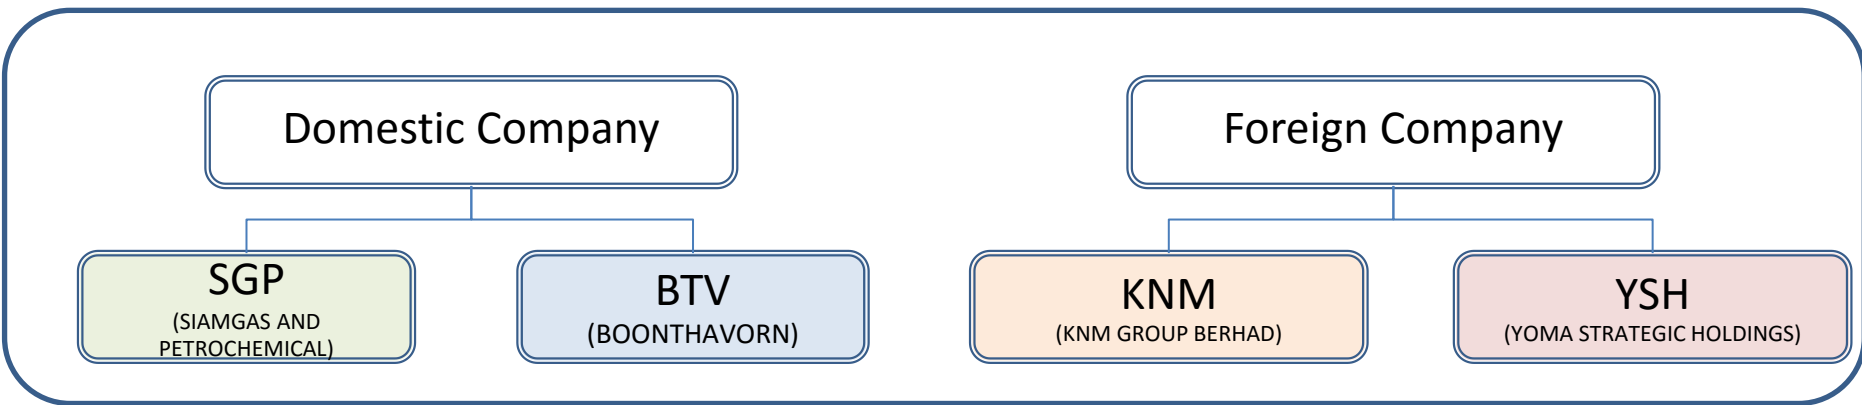 Domestic Company
Foreign Company
SGP
(SIAMGAS AND
PETROCHEMICAL)
BTV
(BOONTHAVORN)
KNM
(KNM GROUP BERHAD)
YSH
(YOMA STRATEGIC HOLDINGS)